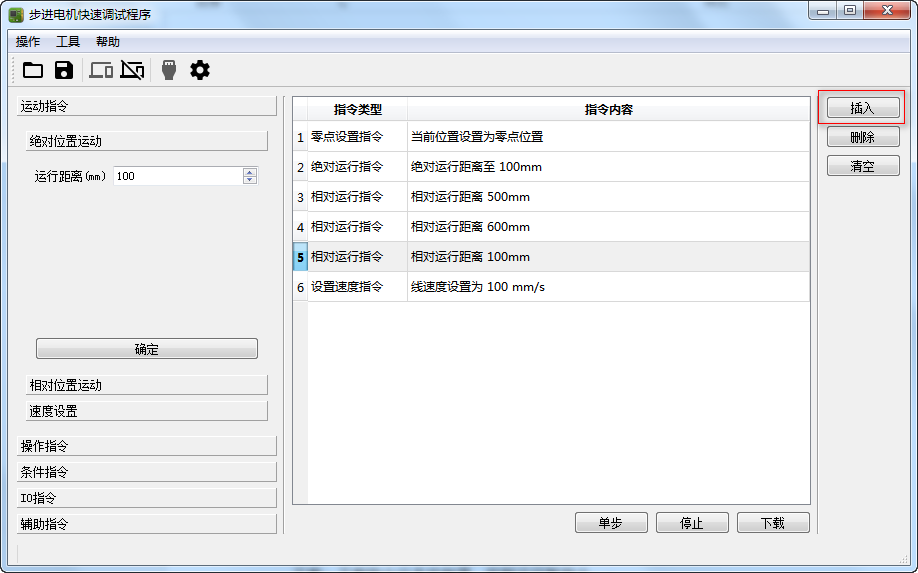 步进电机快速调试程序
操作 工具 帮助
运动指令
绝对位置运动
运行距离(mm) 100
确定
相对位置运动
速度设置
操作指令
条件指令
IO指令
辅助指令
指令类型 指令内容
1 零点设置指令 当前位置设置为零点位置
2 绝对运行指令 绝对运行距离至 100mm
3 相对运行指令 相对运行距离 500mm
4 相对运行指令 相对运行距离 600mm
5 相对运行指令 相对运行距离 100mm
6 设置速度指令 线速度设置为 100 mm/s
单步 停止 下载
插入
删除
清空